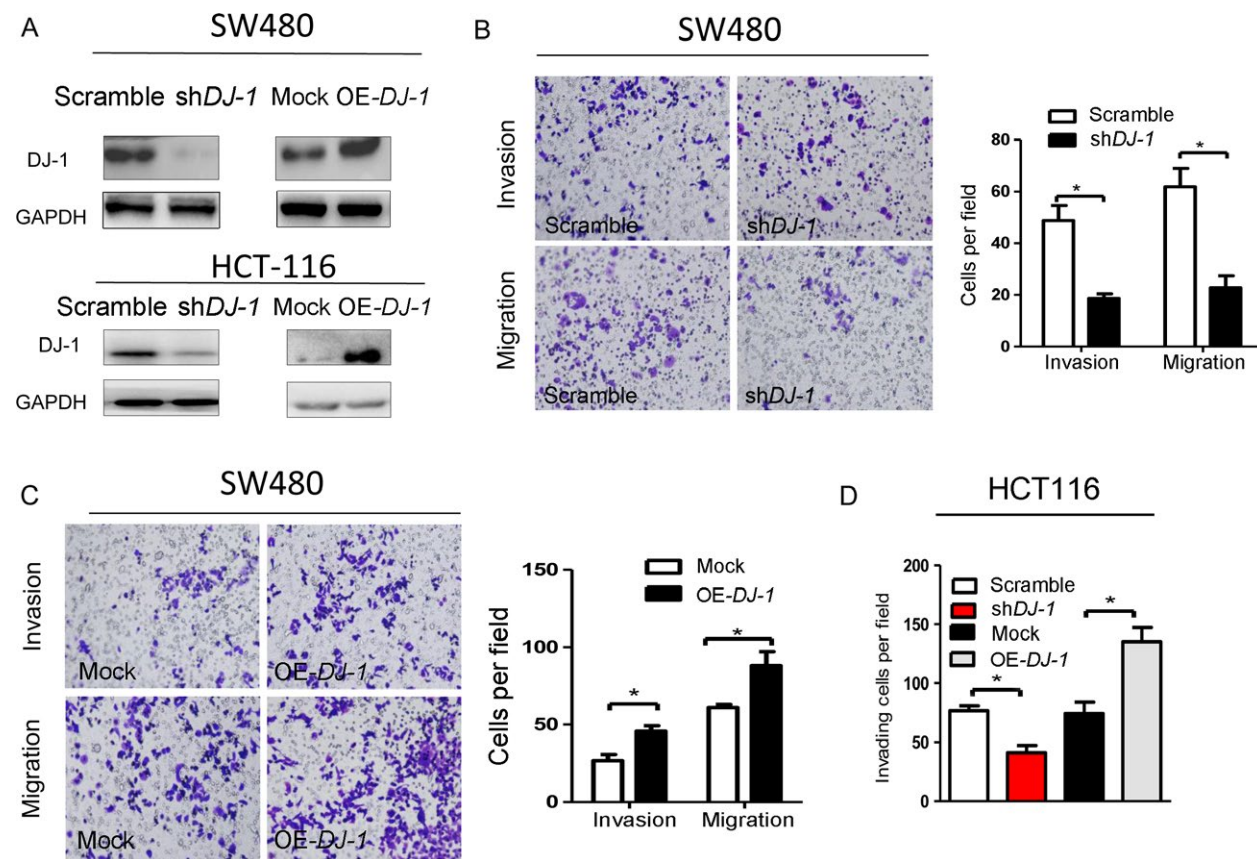 A
SW480
Scramble shDJ-1 Mock OE-DJ-1
DJ-1
GAPDH
HCT-116
Scramble shDJ-1 Mock OE-DJ-1
DJ-1
GAPDH
B
SW480
Invasion
Scramble
shDJ-1
Migration
Scramble
shDJ-1
Scramble
shDJ-1
Cells per field
80
60
40
20
0
*
*
Invasion
Migration
C
SW480
Invasion
Mock
OE-DJ-1
Migration
Mock
OE-DJ-1
Mock
OE-DJ-1
Cells per field
150
100
50
0
*
*
Invasion
Migration
D
HCT116
Scramble
shDJ-1
Mock
OE-DJ-1
Invading cells per field
200
150
100
50
0
*
*